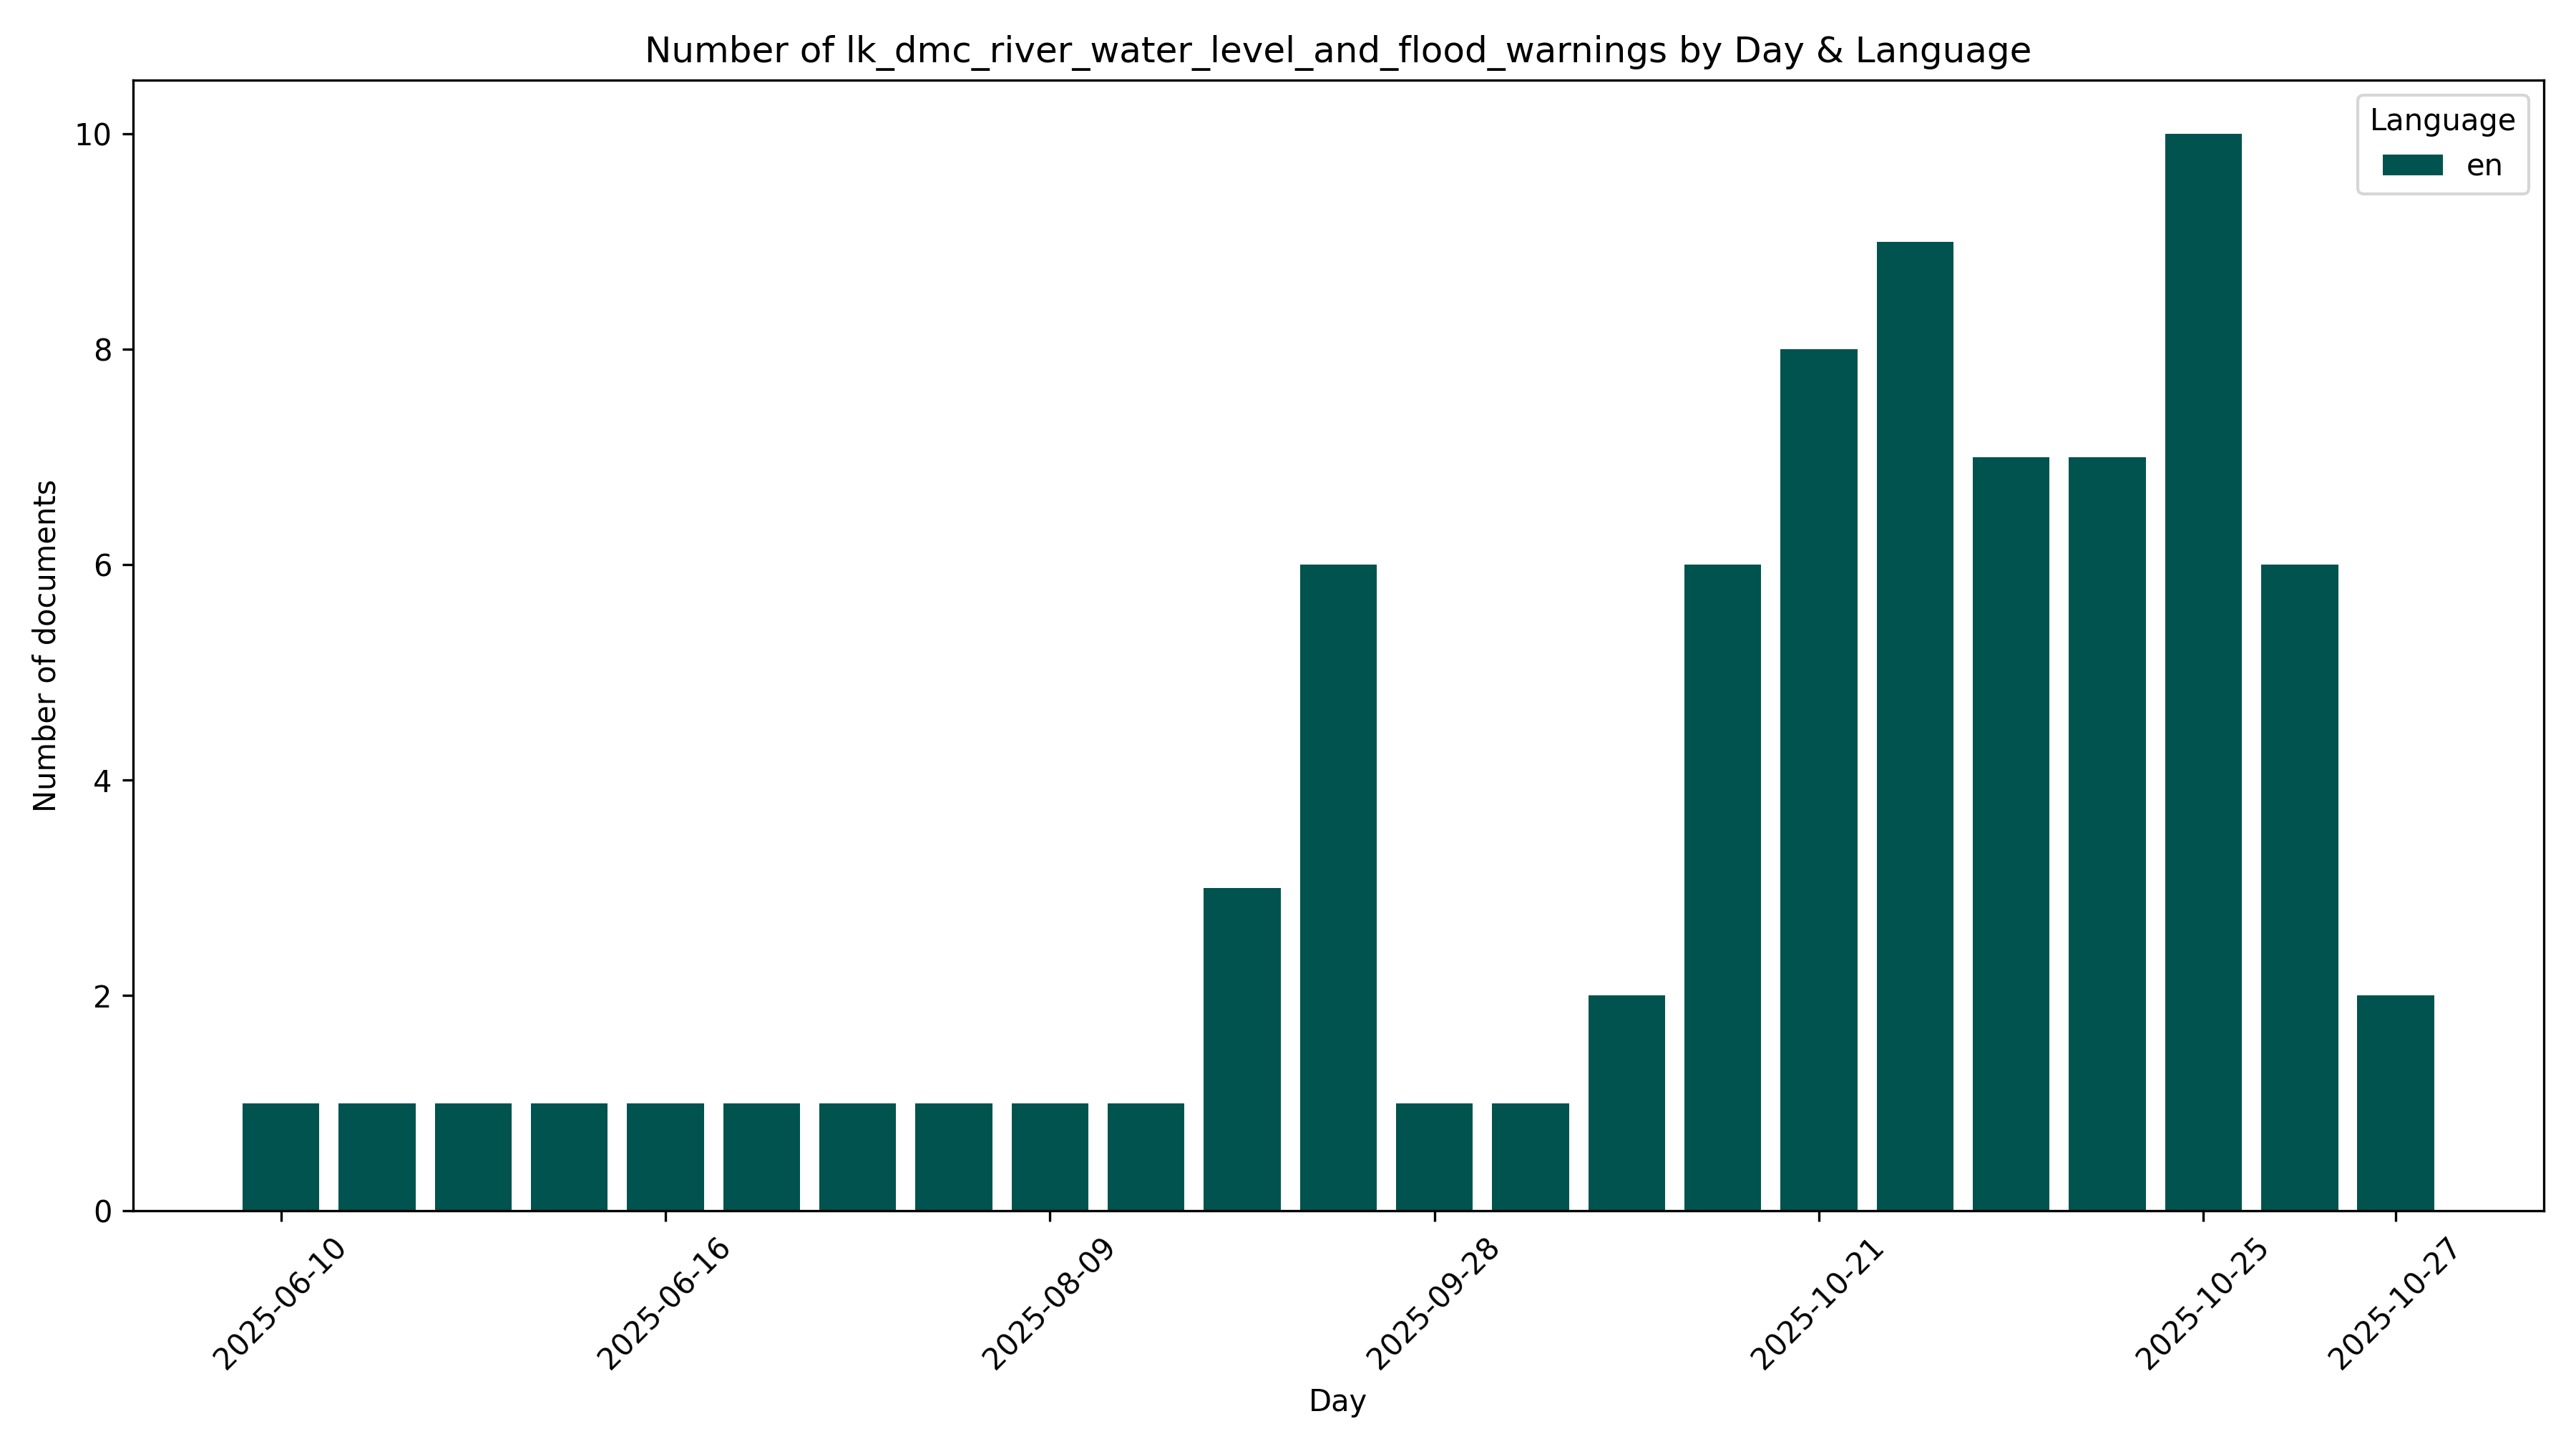 Number of lk_dmc_river_water_level_and_flood_warnings by Day & Language
Language
en
Number of documents
10
8
6
4
2
0
2025-06-10
2025-06-16
2025-08-09
2025-09-28
2025-10-21
2025-10-25
2025-10-27
Day